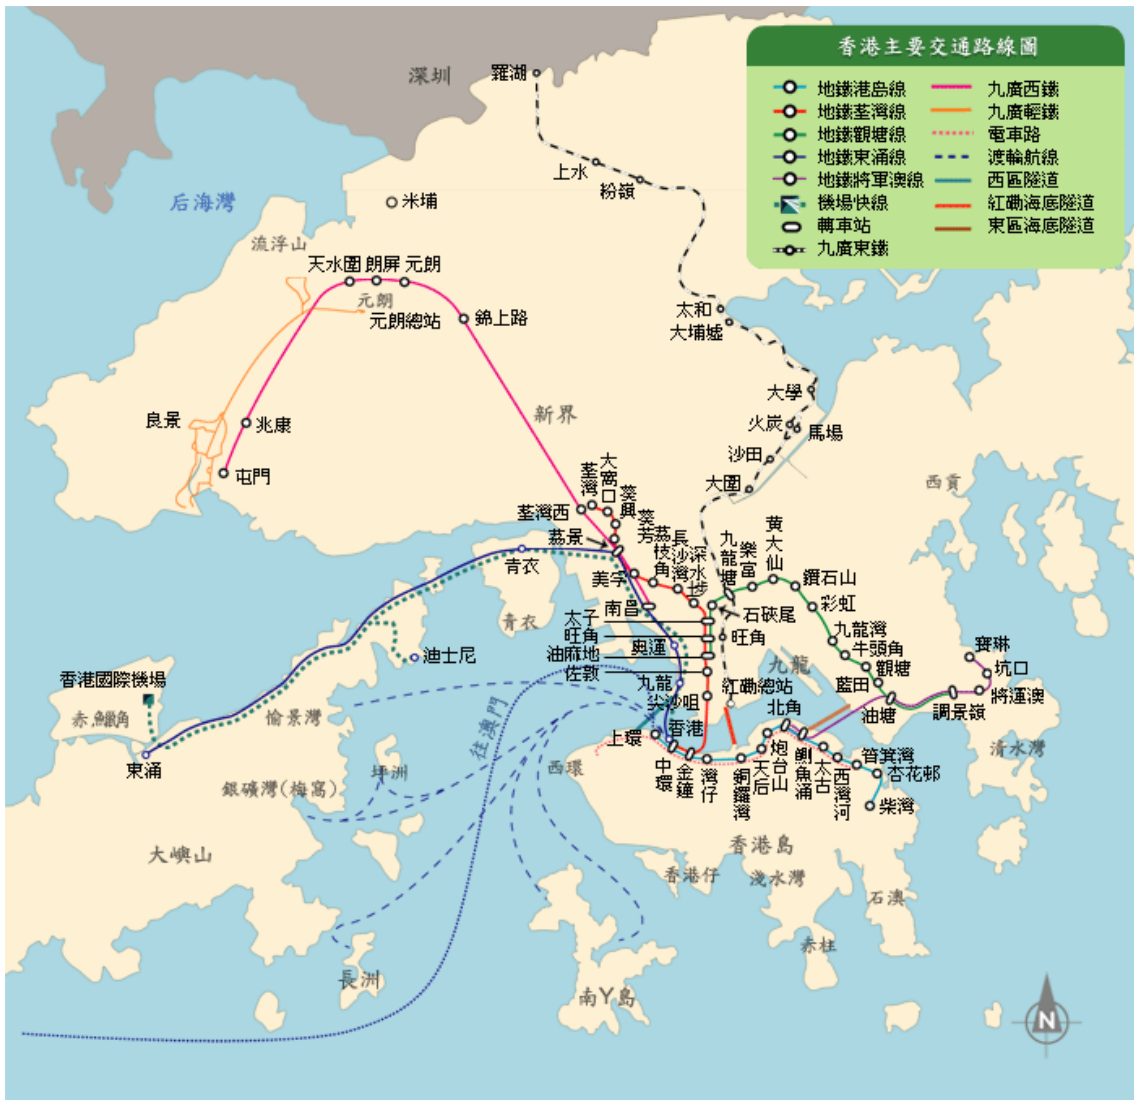 香港主要交通路線圖
地鐵港島線
九廣西鐵
地鐵荃灣線
九廣輕鐵
地鐵觀塘線
電車路
地鐵東涌線
渡輪航線
地鐵將軍澳線
西區隧道
機場快線
紅磡海底隧道
轉車站
東區海底隧道
九廣東鐵
深圳
羅湖
上水
粉嶺
后海灣
米埔
流浮山
天水圍
朗屏
元朗
元朗
元朗總站
錦上路
太和
大埔墟
大學
火炭
馬場
沙田
大圍
西貢
新界
良景
兆康
屯門
荃灣西
荃灣
大窩口
葵興
葵芳
荔景
荔枝角
長沙灣
深水埗
九龍塘
樂富
黃大仙
鑽石山
彩虹
九龍灣
牛頭角
觀塘
藍田
油塘
調景嶺
將運澳
坑口
寶琳
青衣
青衣
美孚
南昌
太子
旺角
油麻地
佐敦
石硤尾
旺角
奧運
九龍
九龍
尖沙咀
紅磡總站
迪士尼
香港國際機場
赤鱲角
東涌
愉景灣
往澳門
坪洲
銀礦灣(梅窩)
大嶼山
長洲
南Y島
西環
上環
香港
中環
金鐘
灣仔
銅鑼灣
天后
炮台山
北角
鰂魚涌
太古
西灣河
筲箕灣
杏花邨
柴灣
香港島
香港仔
淺水灣
石澳
赤柱
清水灣
N